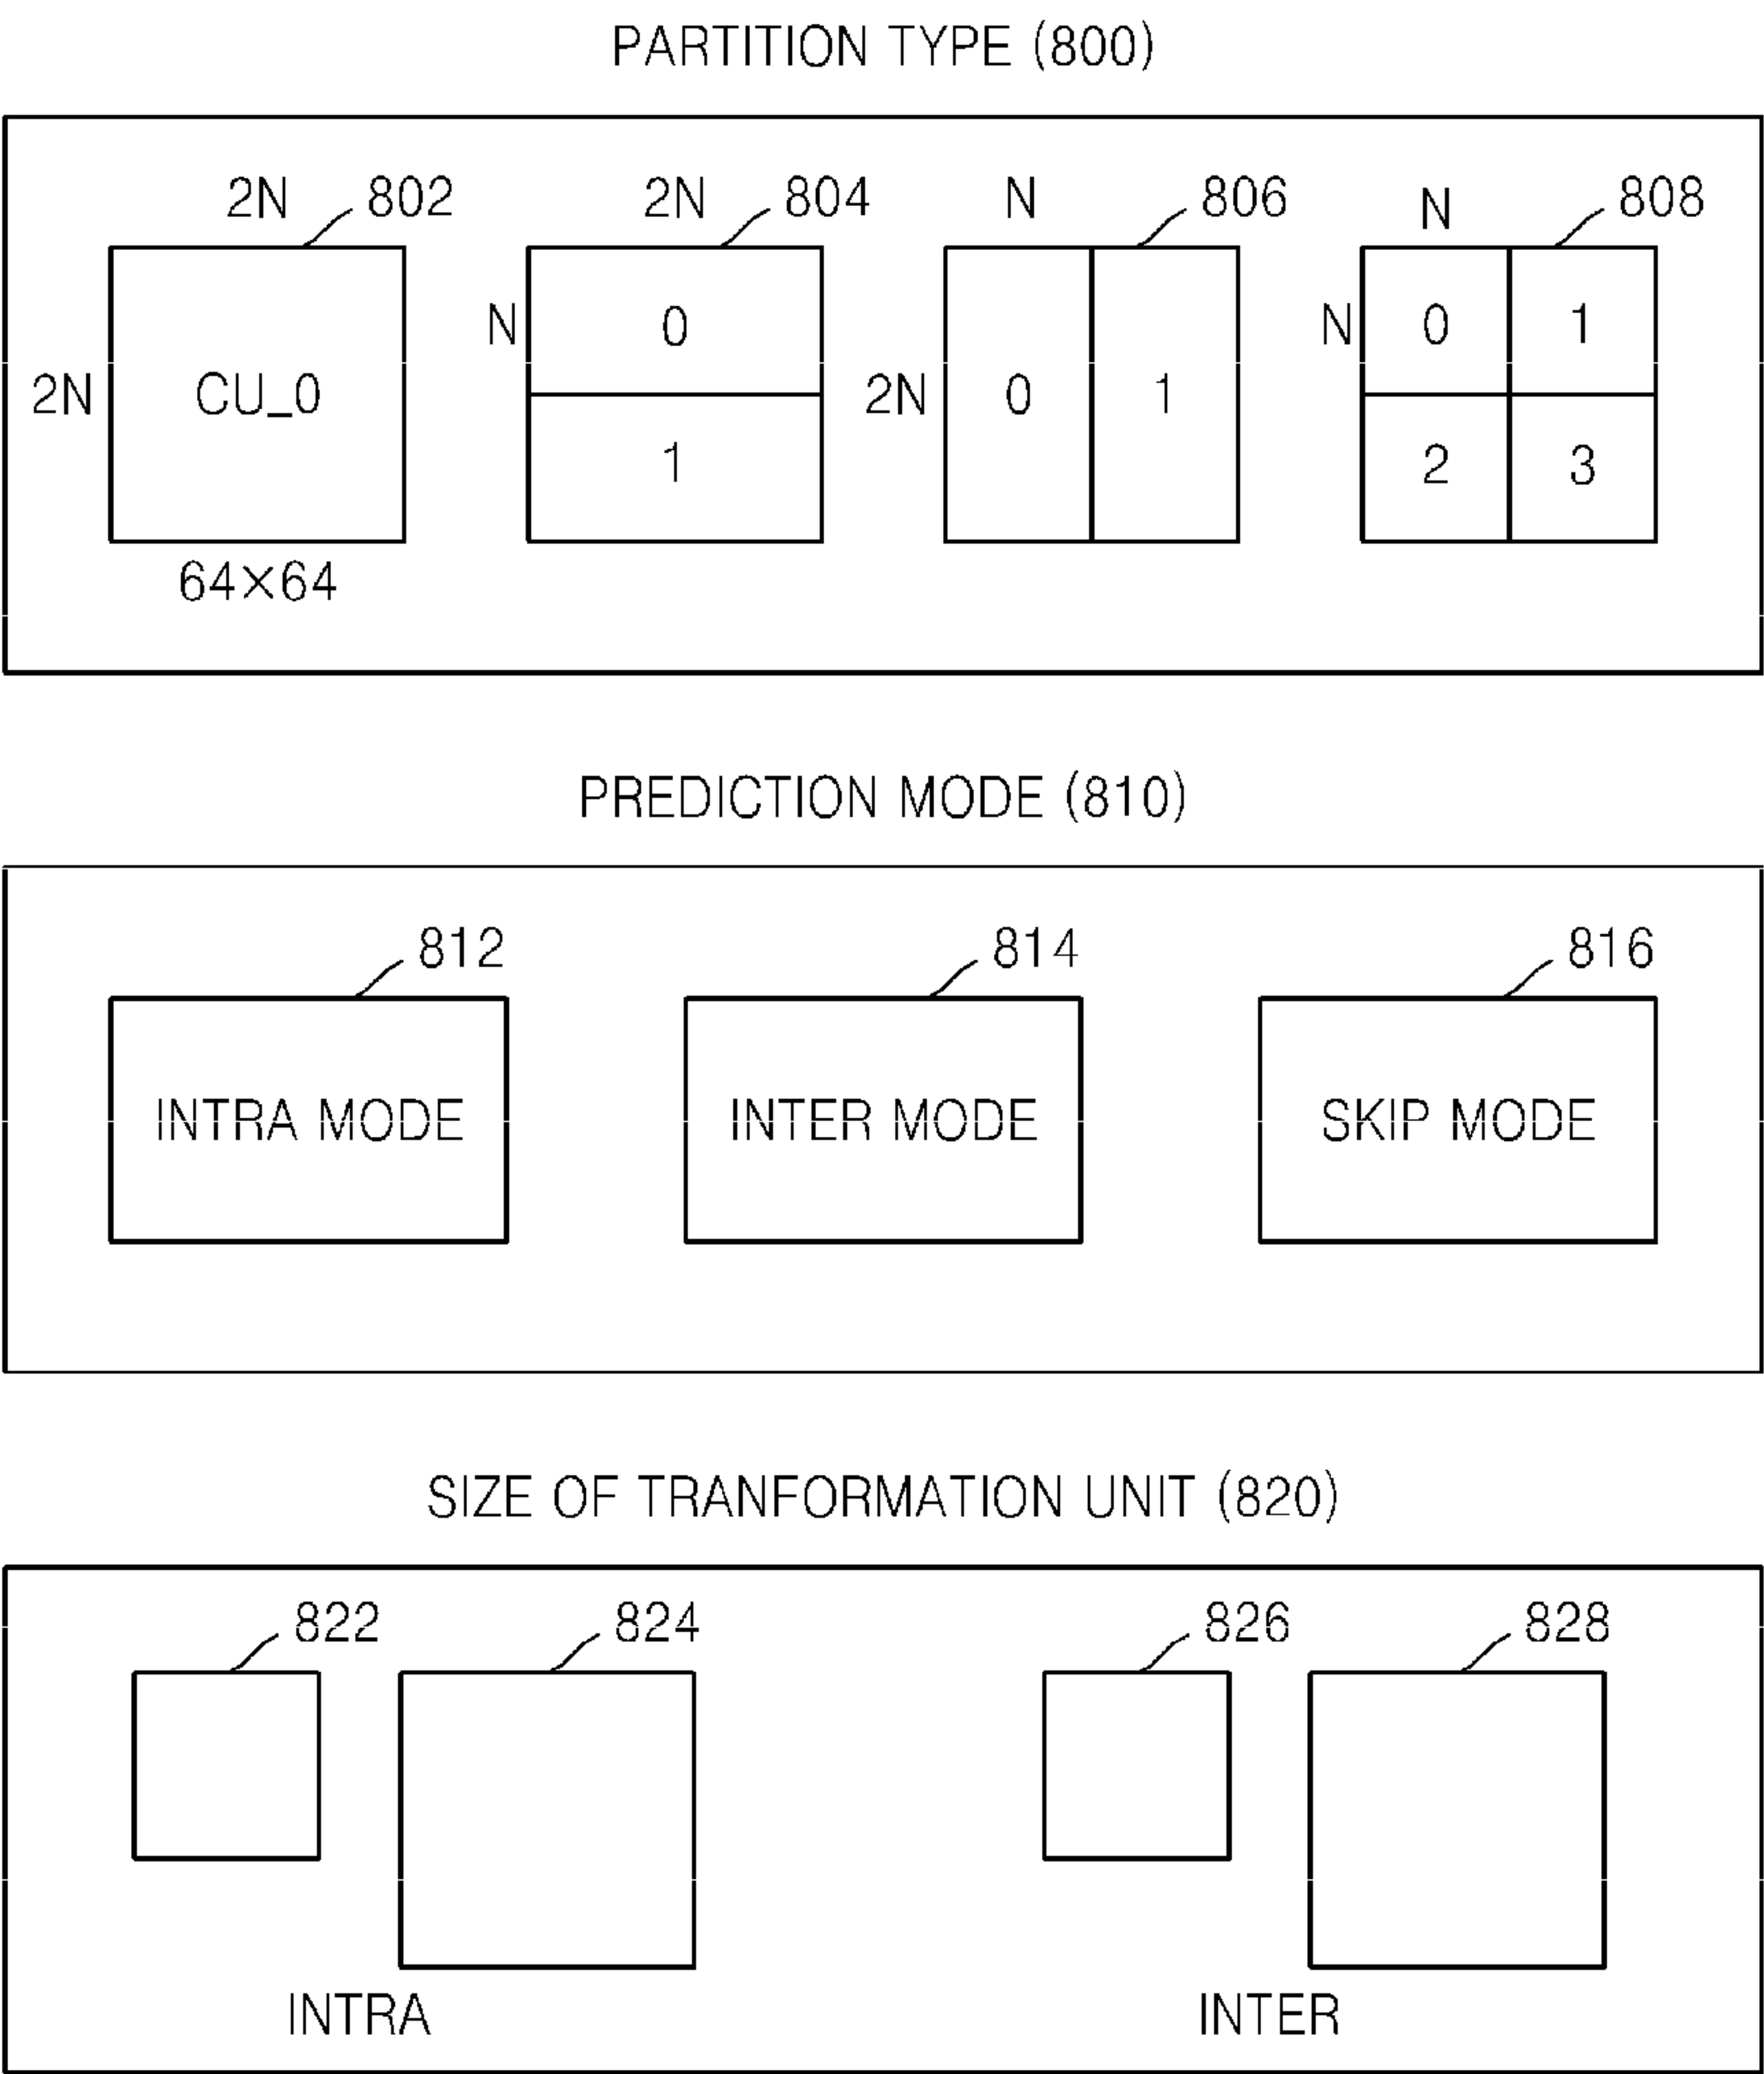 PARTITION TYPE (800)
2N 802 2N 804 N 806 N 808
N 0 N 0 1
2N CU_0 2N 0 1
1 2 3
64×64
PREDICTION MODE (810)
812 814 816
INTRA MODE INTER MODE SKIP MODE
SIZE OF TRANFORMATION UNIT (820)
822 824 826 828
INTRA INTER